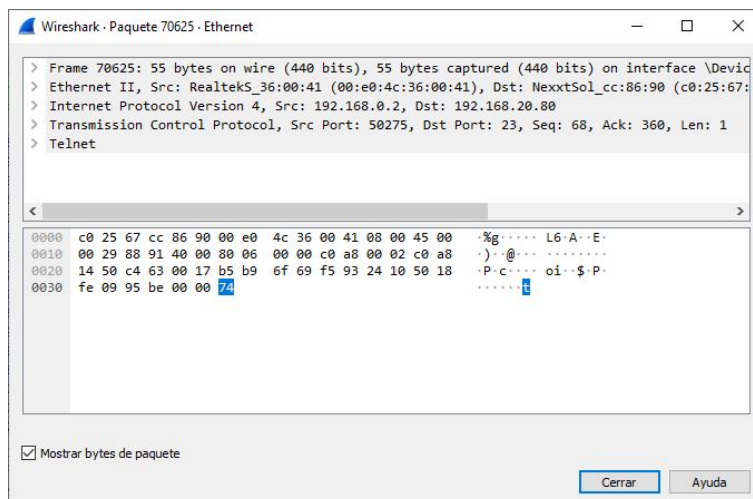 Wireshark · Paquete 70625 · Ethernet
> Frame 70625: 55 bytes on wire (440 bits), 55 bytes captured (440 bits) on interface \Devic
> Ethernet II, Src: RealtekS_36:00:41 (00:e0:4c:36:00:41), Dst: NexxtSol_cc:86:90 (c0:25:67:
> Internet Protocol Version 4, Src: 192.168.0.2, Dst: 192.168.20.80
> Transmission Control Protocol, Src Port: 50275, Dst Port: 23, Seq: 68, Ack: 360, Len: 1
> Telnet
0000 c0 25 67 cc 86 90 00 e0 4c 36 00 41 08 00 45 00 ·%g····· L6·A··E·
0010 00 29 88 91 40 00 80 06 00 00 c0 a8 00 02 c0 a8 ·)··@··· ········
0020 14 50 c4 63 00 17 b5 b9 6f 69 f5 93 24 10 50 18 ·P·c···· oi··$·P·
0030 fe 09 95 be 00 00 74 ······t
Mostrar bytes de paquete
Cerrar Ayuda